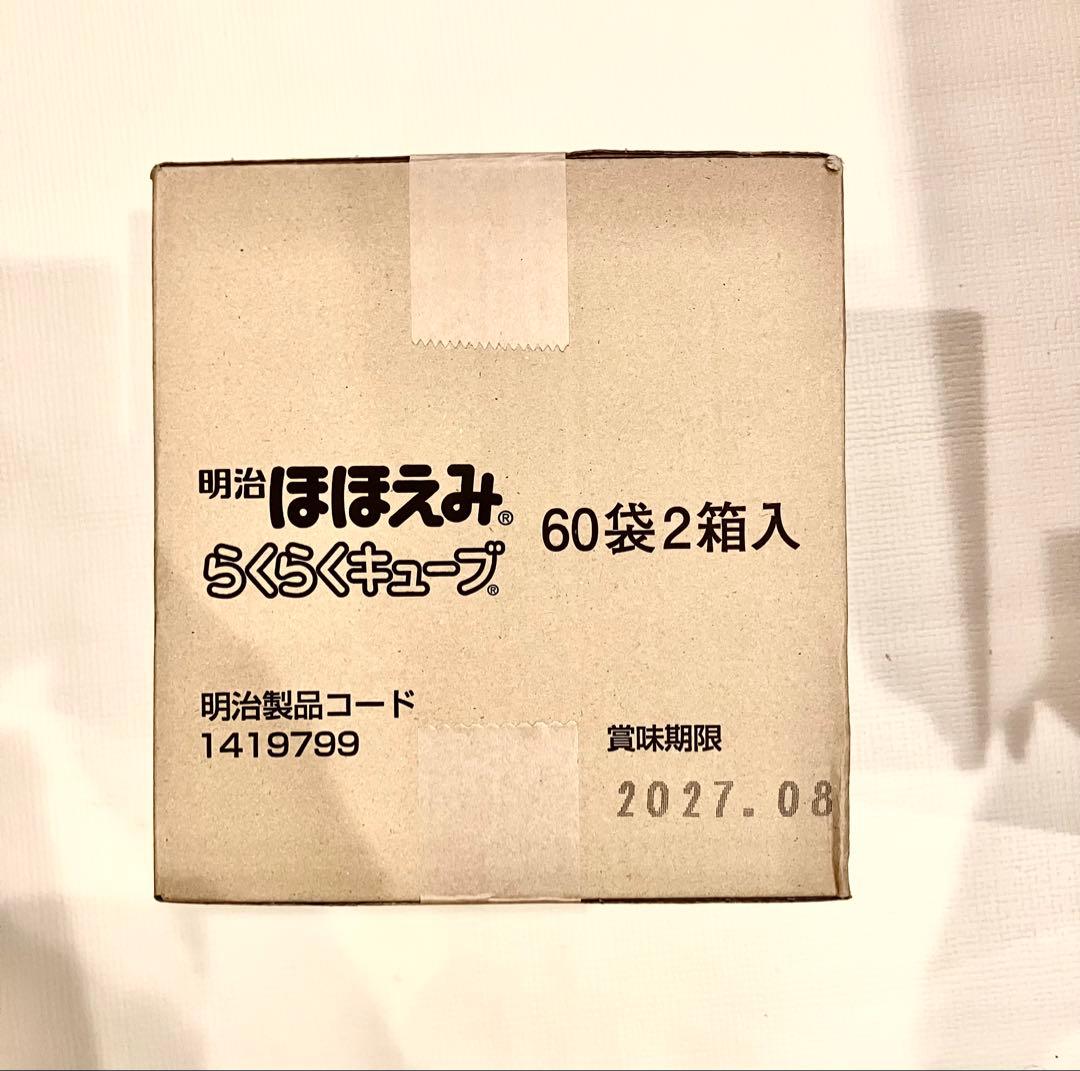 明治ほほえみ®
らくらくキューブ®
60袋2箱入
明治製品コード
1419799
賞味期限
2027.08